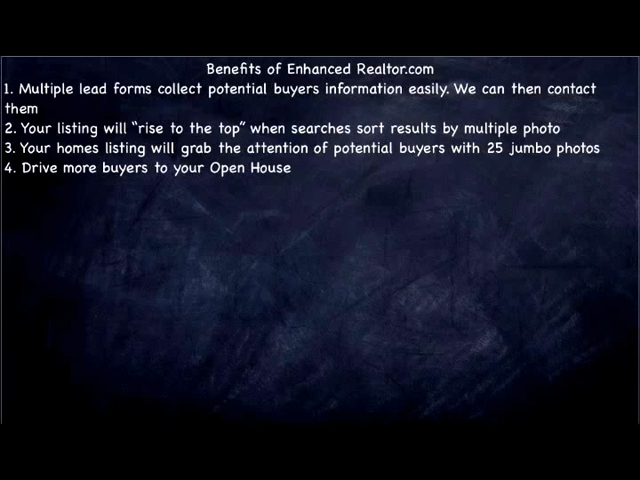 Benefits of Enhanced Realtor.com
1. Multiple lead forms collect potential buyers information easily. We can then contact
them
2. Your listing will “rise to the top” when searches sort results by multiple photo
3. Your homes listing will grab the attention of potential buyers with 25 jumbo photos
4. Drive more buyers to your Open House